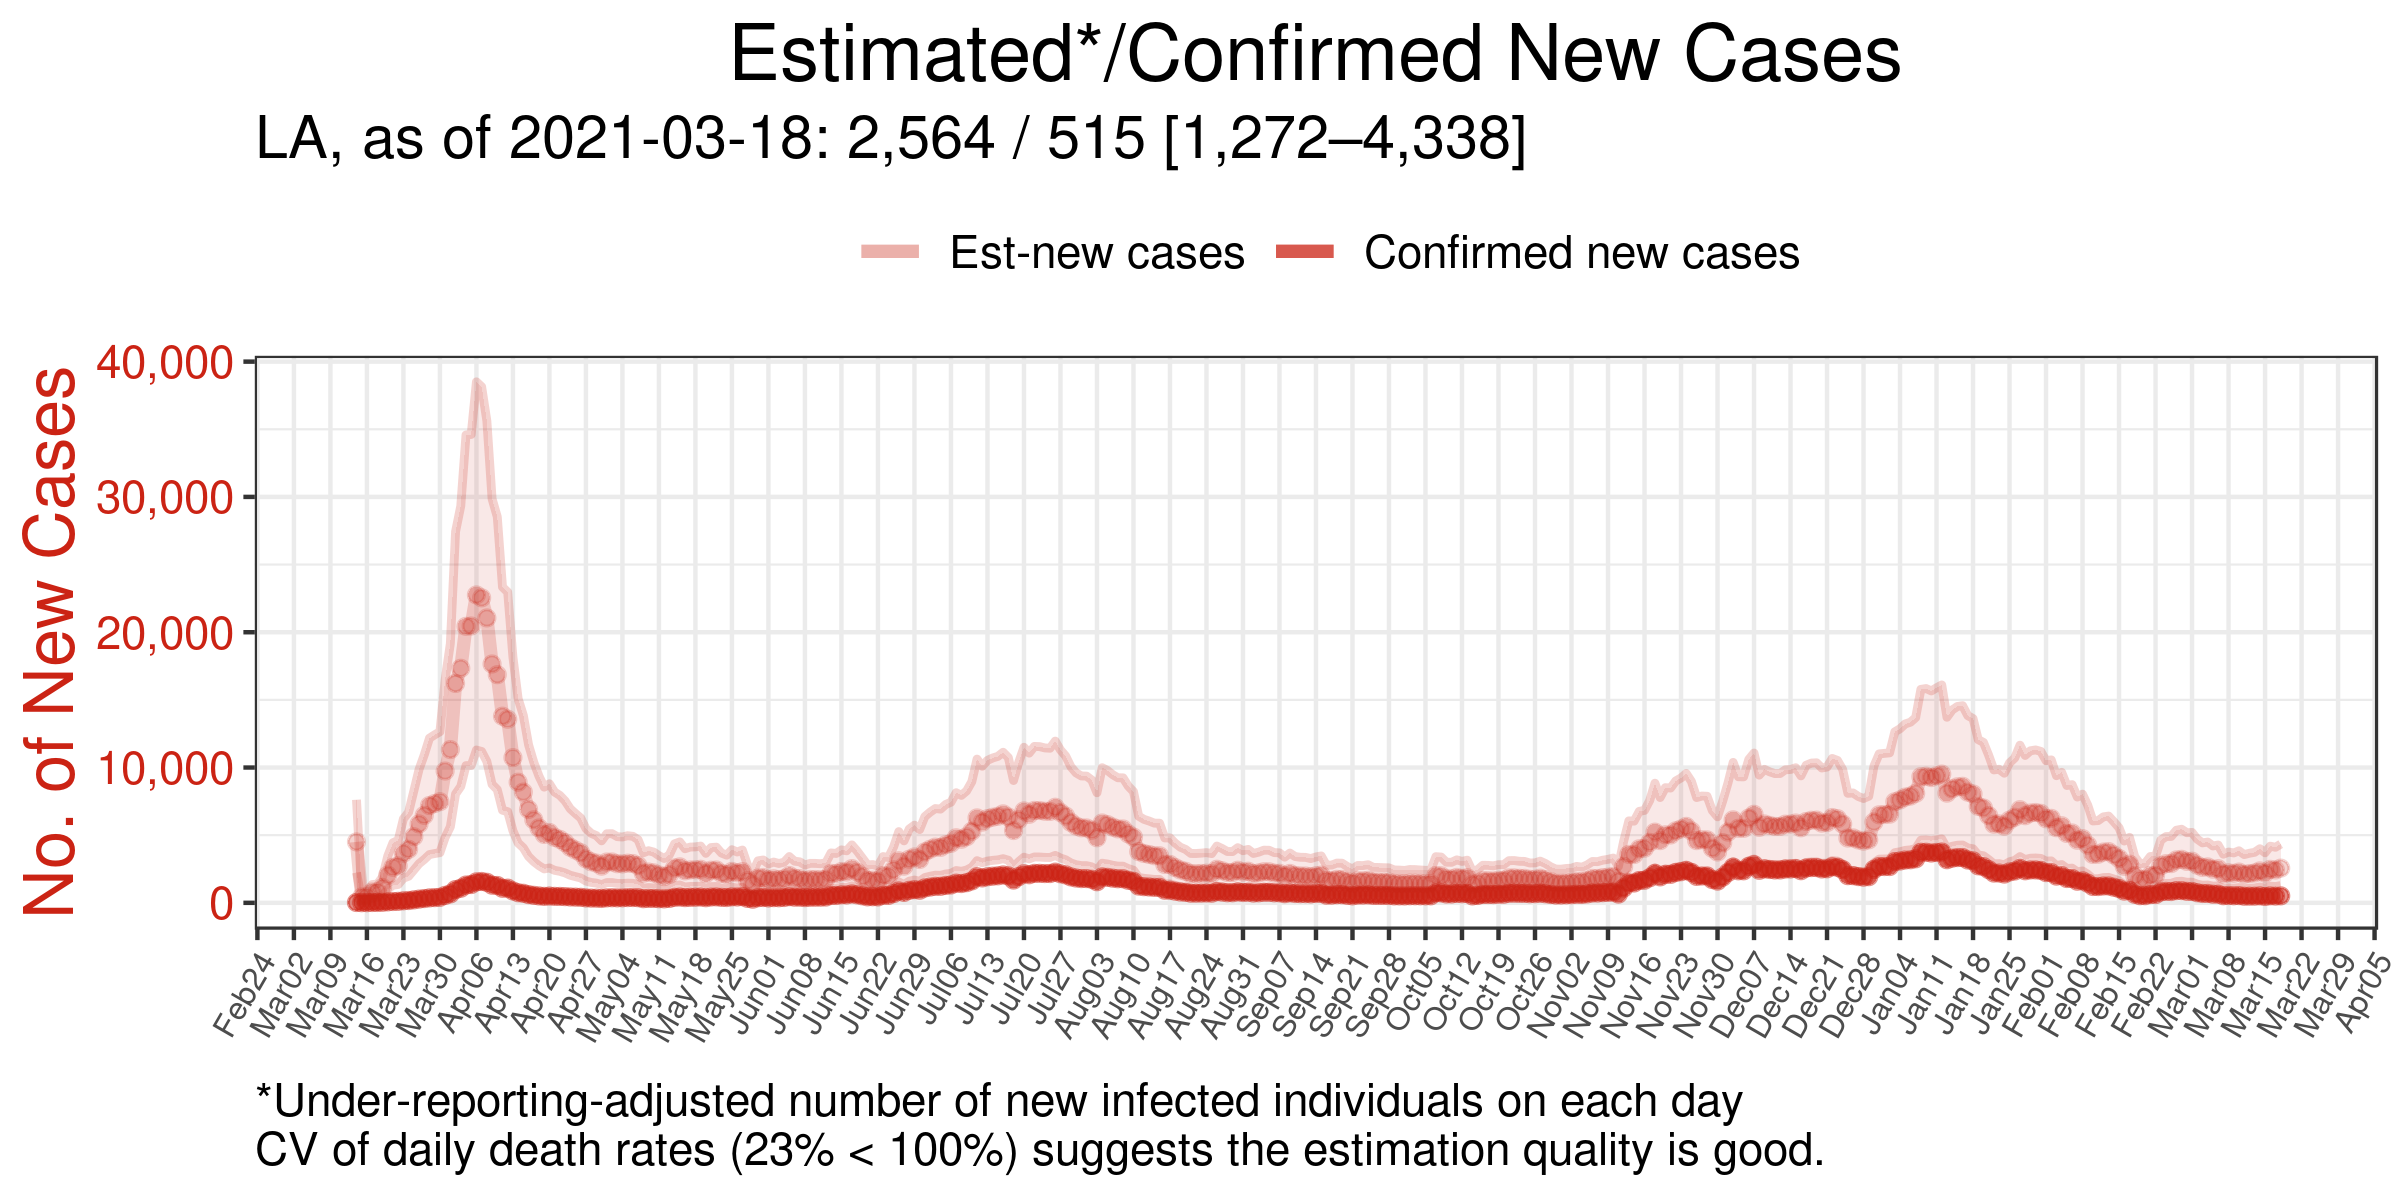 Estimated*/Confirmed New Cases
LA, as of 2021-03-18: 2,564 / 515 [1,272–4,338]
Est-new cases Confirmed new cases
No. of New Cases
40,000
30,000
20,000
10,000
0
Feb24 Mar02 Mar09 Mar16 Mar23 Mar30 Apr06 Apr13 Apr20 Apr27 May04 May11 May18 May25 Jun01 Jun08 Jun15 Jun22 Jun29 Jul06 Jul13 Jul20 Jul27 Aug03 Aug10 Aug17 Aug24 Aug31 Sep07 Sep14 Sep21 Sep28 Oct05 Oct12 Oct19 Oct26 Nov02 Nov09 Nov16 Nov23 Nov30 Dec07 Dec14 Dec21 Dec28 Jan04 Jan11 Jan18 Jan25 Feb01 Feb08 Feb15 Feb22 Mar01 Mar08 Mar15 Mar22 Mar29 Apr05
*Under-reporting-adjusted number of new infected individuals on each day
CV of daily death rates (23% < 100%) suggests the estimation quality is good.